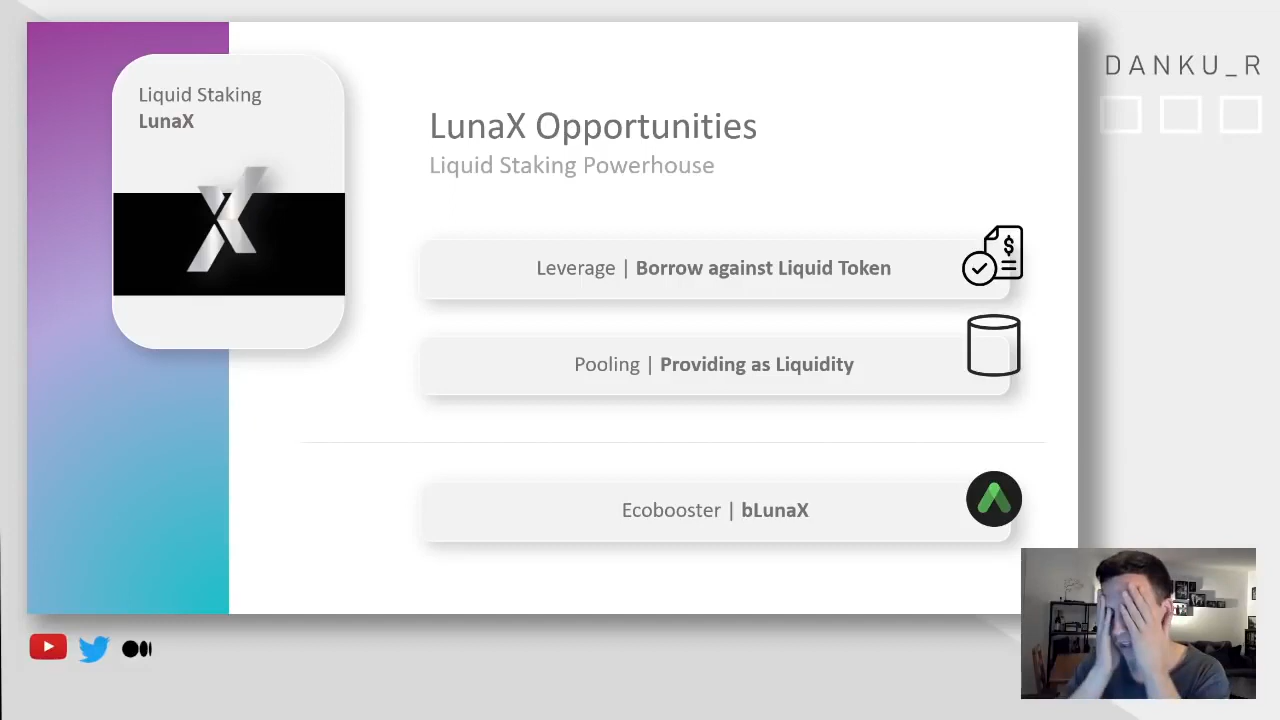 DANKU_R
Liquid Staking
LunaX
LunaX Opportunities
Liquid Staking Powerhouse
Leverage | Borrow against Liquid Token
$
Pooling | Providing as Liquidity
Ecobooster | bLunaX